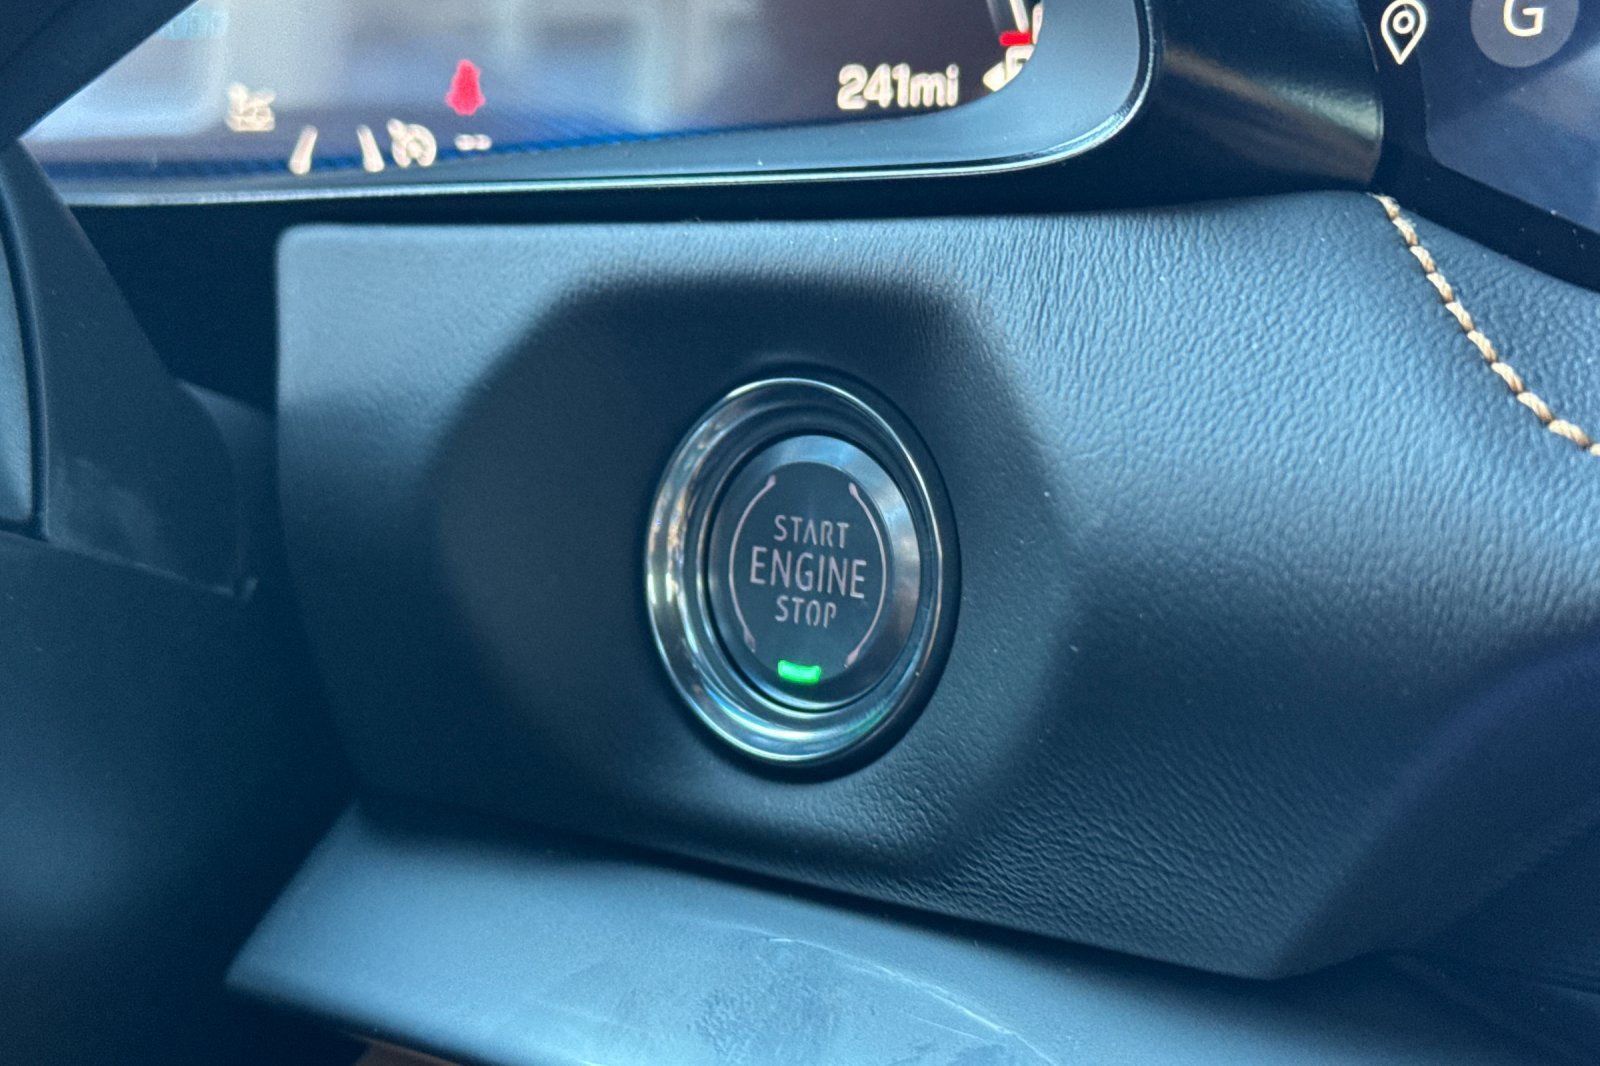 241mi
G
START
ENGINE
STOP